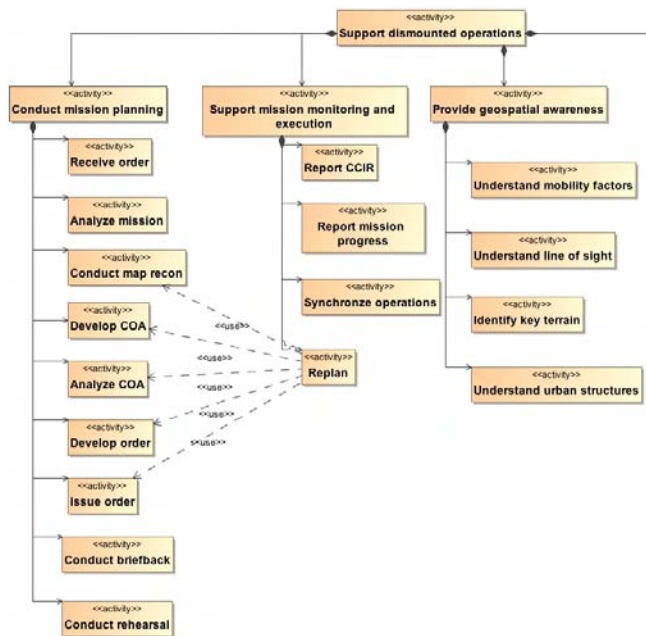 <<activity>>
Support dismounted operations
<<activity>>
Conduct mission planning
<<activity>>
Receive order
<<activity>>
Analyze mission
<<activity>>
Conduct map recon
<<activity>>
Develop COA
<<activity>>
Analyze COA
<<activity>>
Develop order
<<activity>>
Issue order
<<activity>>
Conduct briefback
<<activity>>
Conduct rehearsal
<<activity>>
Support mission monitoring and
execution
<<activity>>
Report CCIR
<<activity>>
Report mission
progress
<<activity>>
Synchronze operations
<<activity>>
Replan
<<use>>
<<use>>
<<use>>
<<use>>
<<use>>
<<activity>>
Provide geospatial awareness
<<activity>>
Understand mobility factors
<<activity>>
Understand line of sight
<<activity>>
Identify key terrain
<<activity>>
Understand urban structures